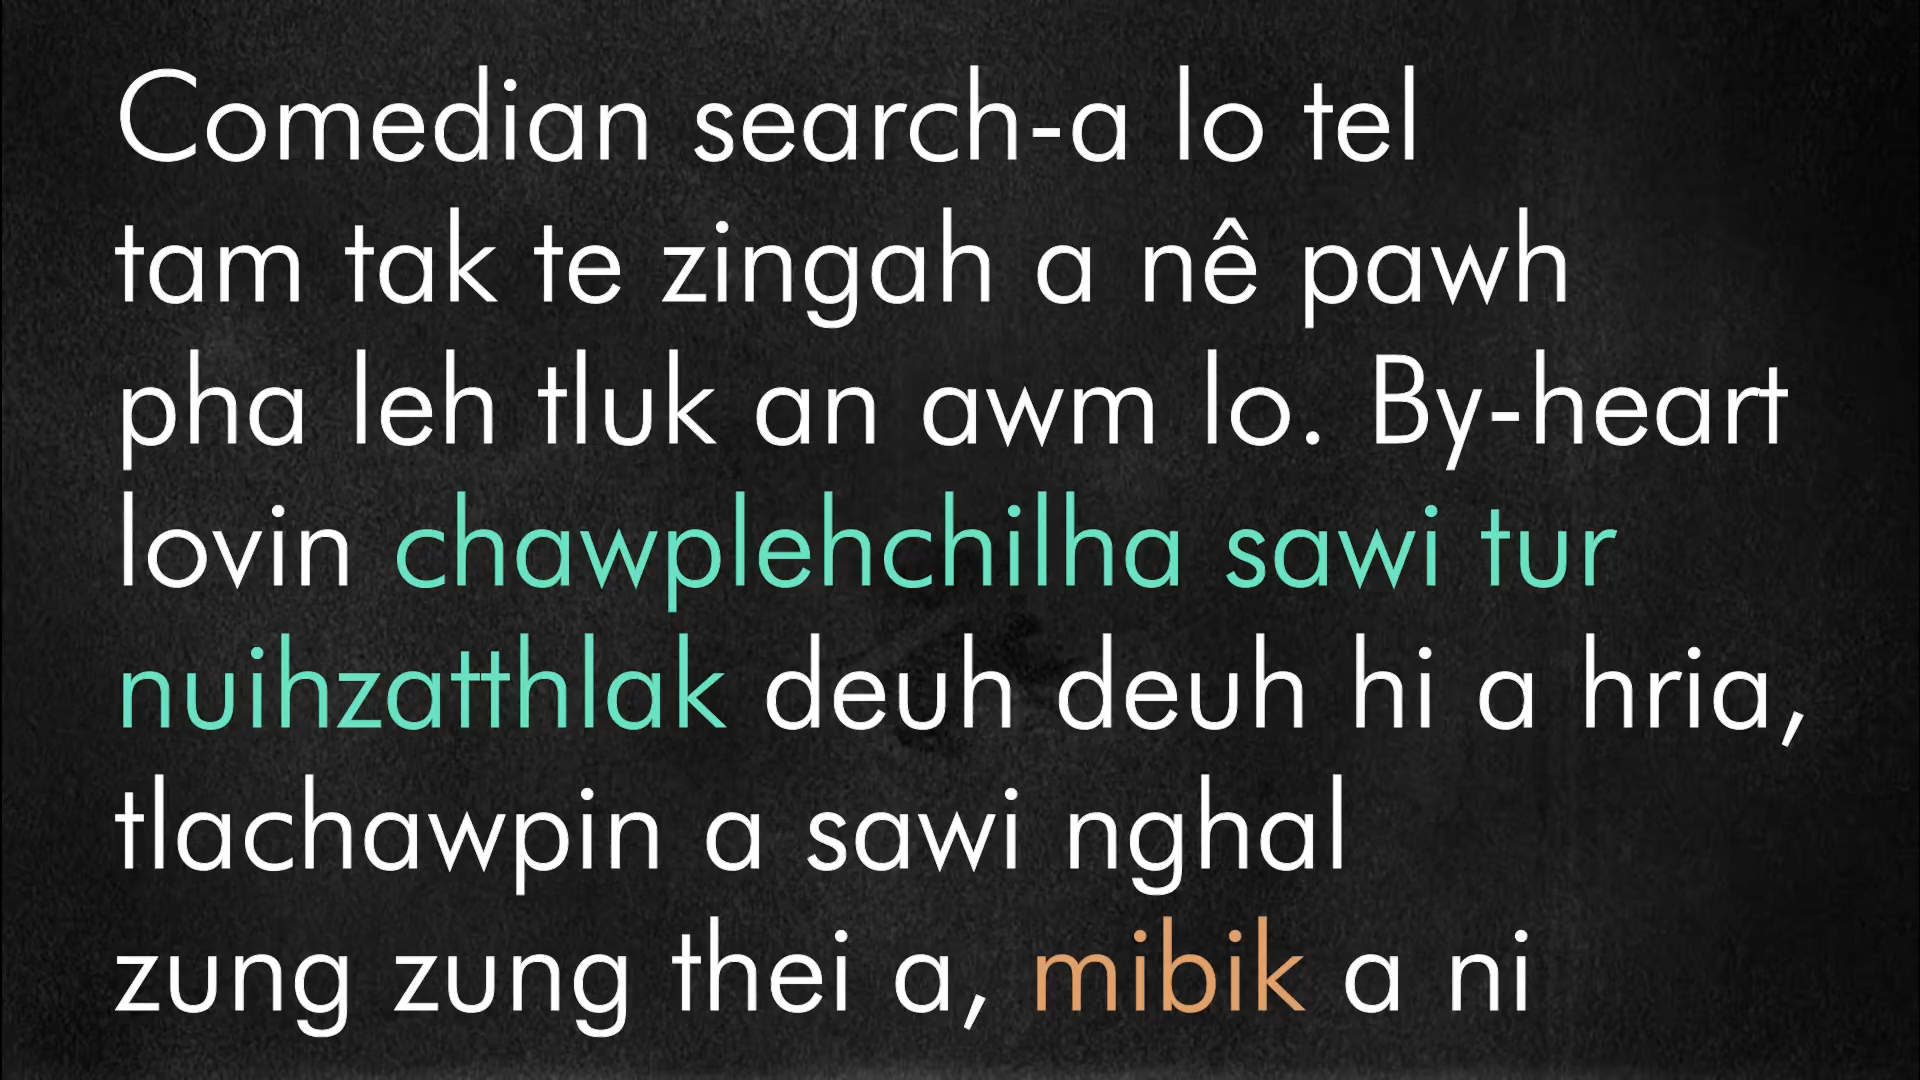 Comedian search-a lo tel
tam tak te zingah a nê pawh
pha leh tluk an awm lo. By-heart
lovin chawplehchilha sawi tur
nuihzatthlak deuh deuh hi a hria,
tlachawpin a sawi nghal
zung zung thei a, mibik a ni